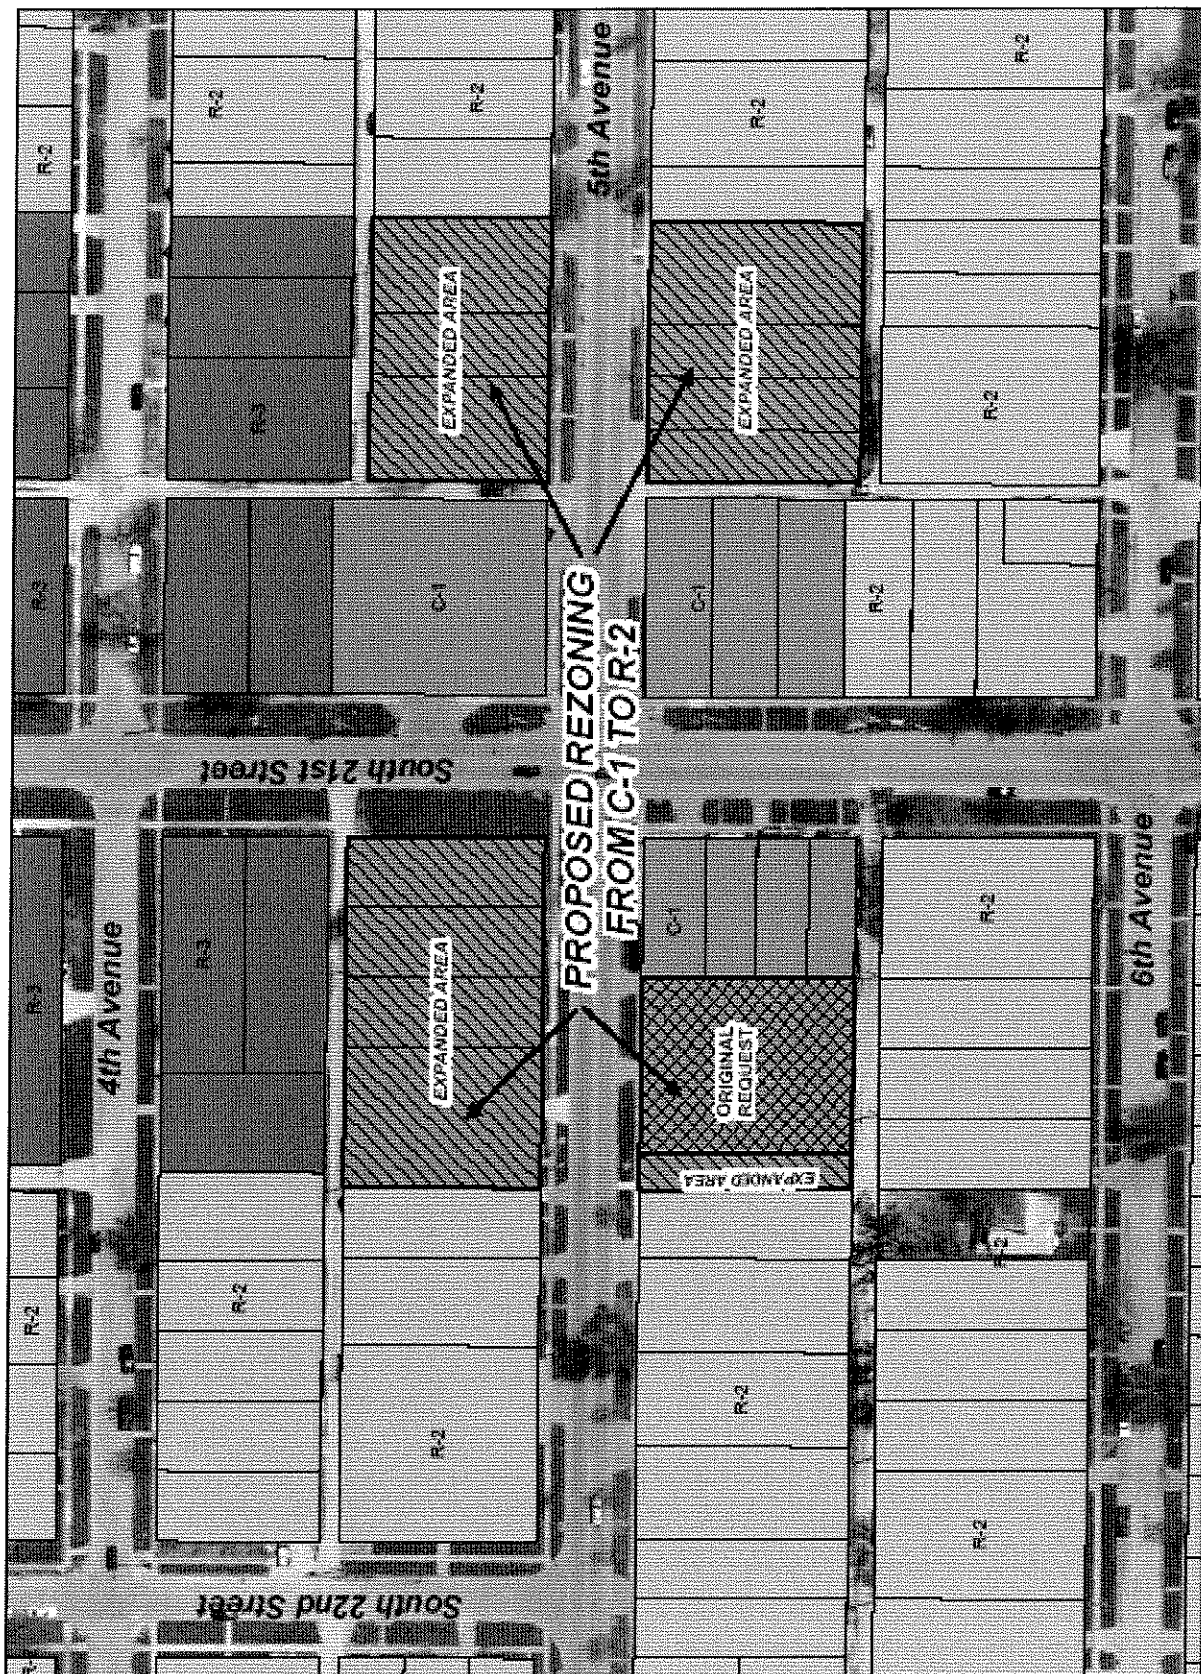 R-2
R-3
R-3
R-2
4th Avenue
R-2
R-3
R-3
R-2
South 22nd Street
South 21st Street
R-2
EXPANDED AREA
C-1
EXPANDED AREA
R-2
PROPOSED REZONING
FROM C-1 TO R-2
5th Avenue
R-2
EXPANDED AREA
ORIGINAL
REQUEST
C-1
C-1
EXPANDED AREA
R-2
R-2
R-2
R-2
R-2
R-2
R-2
6th Avenue